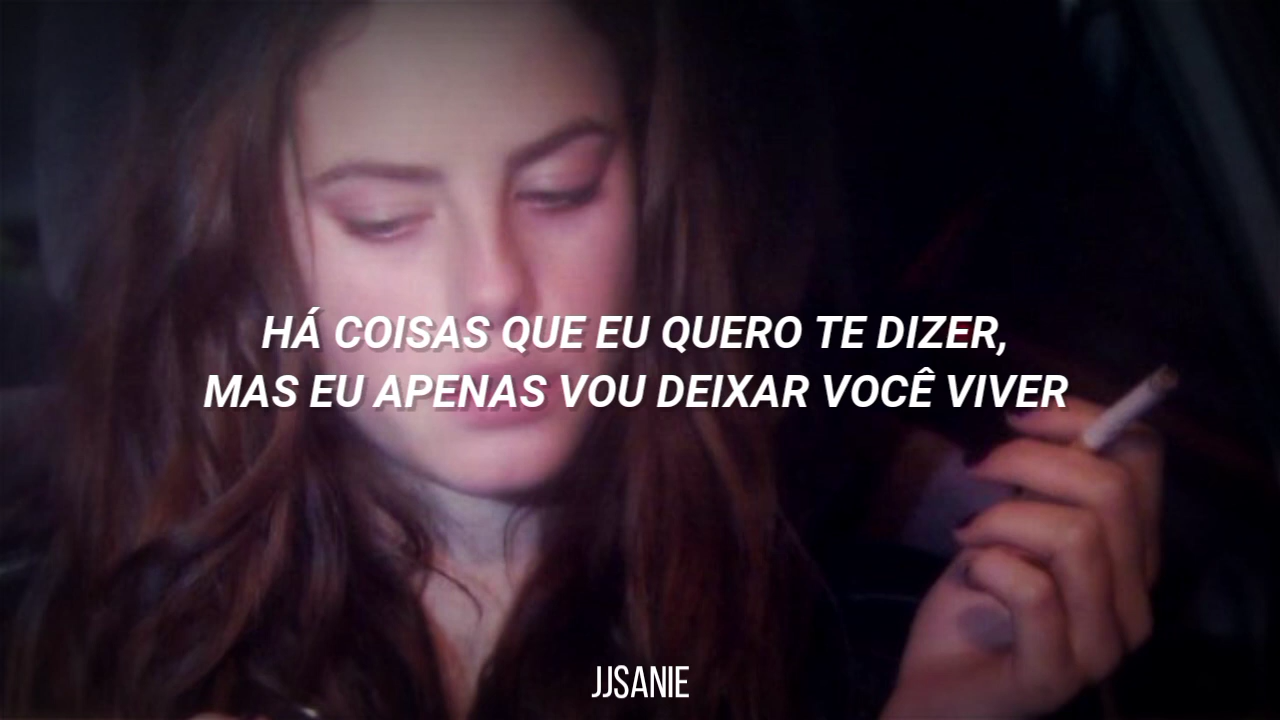 HÁ COISAS QUE EU QUERO TE DIZER,
MAS EU APENAS VOU DEIXAR VOCÊ VIVER
JJSANIE